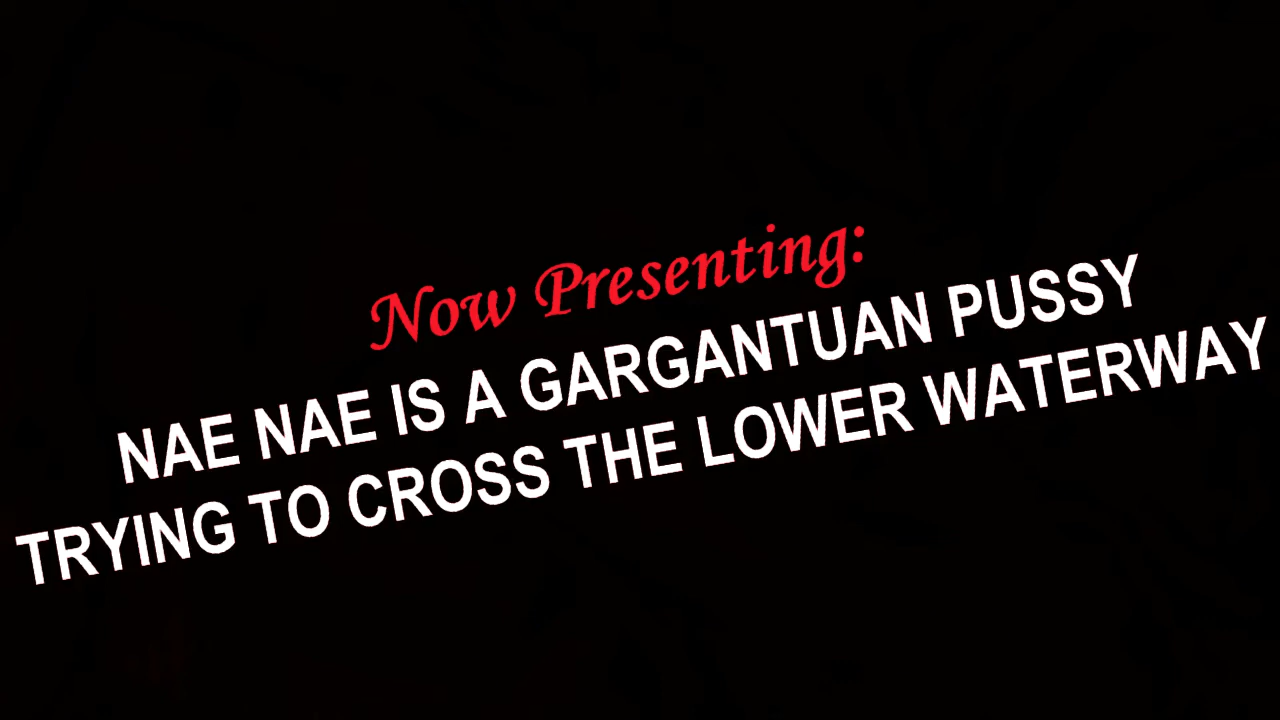 Now Presenting:
NAE NAE IS A GARGANTUAN PUSSY
TRYING TO CROSS THE LOWER WATERWAY